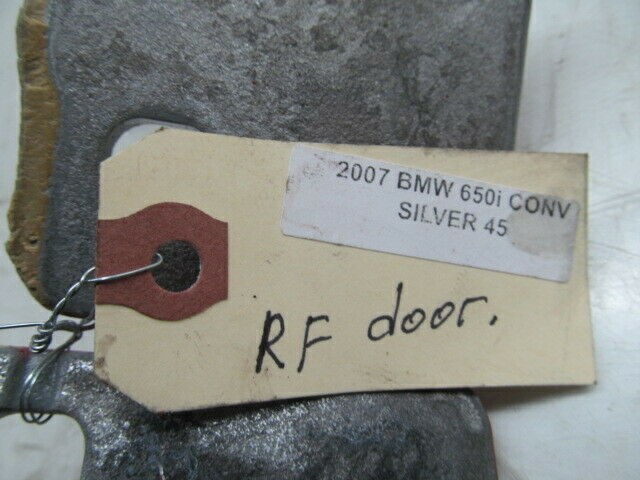 2007 BMW 650i CONV
SILVER 45
RF door.